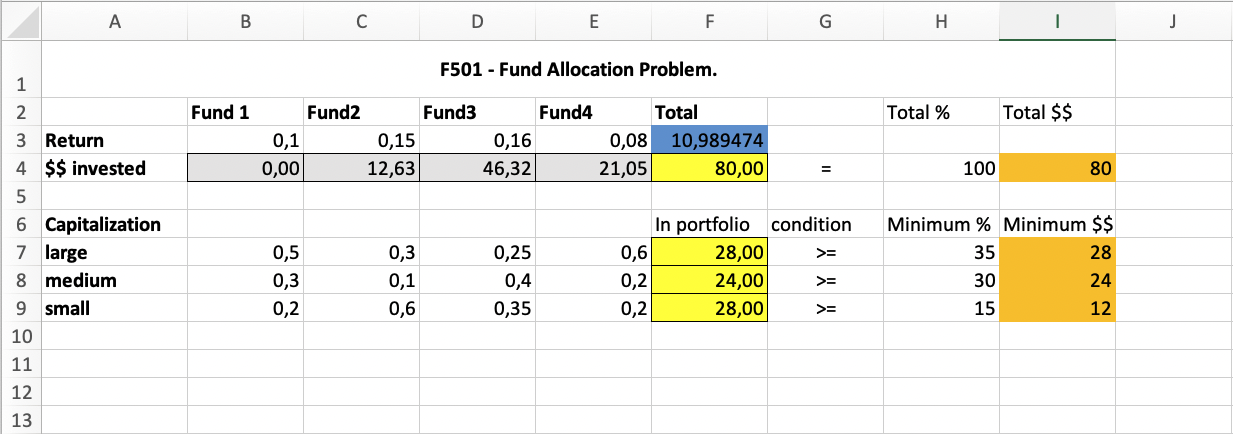 A B C D E F G H I J
1 F501 - Fund Allocation Problem.
2 Fund 1 Fund2 Fund3 Fund4 Total Total % Total $$
3 Return 0,1 0,15 0,16 0,08 10,989474
4 $$ invested 0,00 12,63 46,32 21,05 80,00 = 100 80
5
6 Capitalization In portfolio condition Minimum % Minimum $$
7 large 0,5 0,3 0,25 0,6 28,00 >= 35 28
8 medium 0,3 0,1 0,4 0,2 24,00 >= 30 24
9 small 0,2 0,6 0,35 0,2 28,00 >= 15 12
10
11
12
13